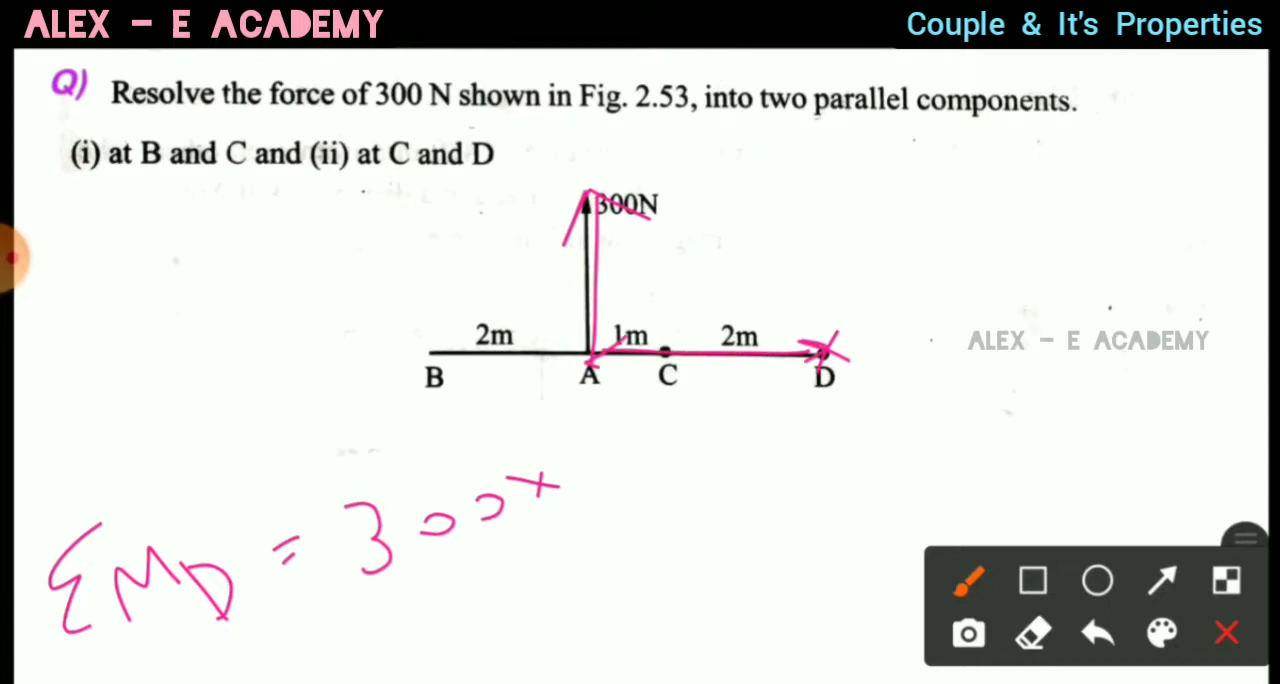 ALEX – E ACADEMY
Couple & It's Properties
Q) Resolve the force of 300 N shown in Fig. 2.53, into two parallel components.
(i) at B and C and (ii) at C and D
300N
2m 1m 2m
ALEX – E ACADEMY
B A C D
ΣMD = 300×